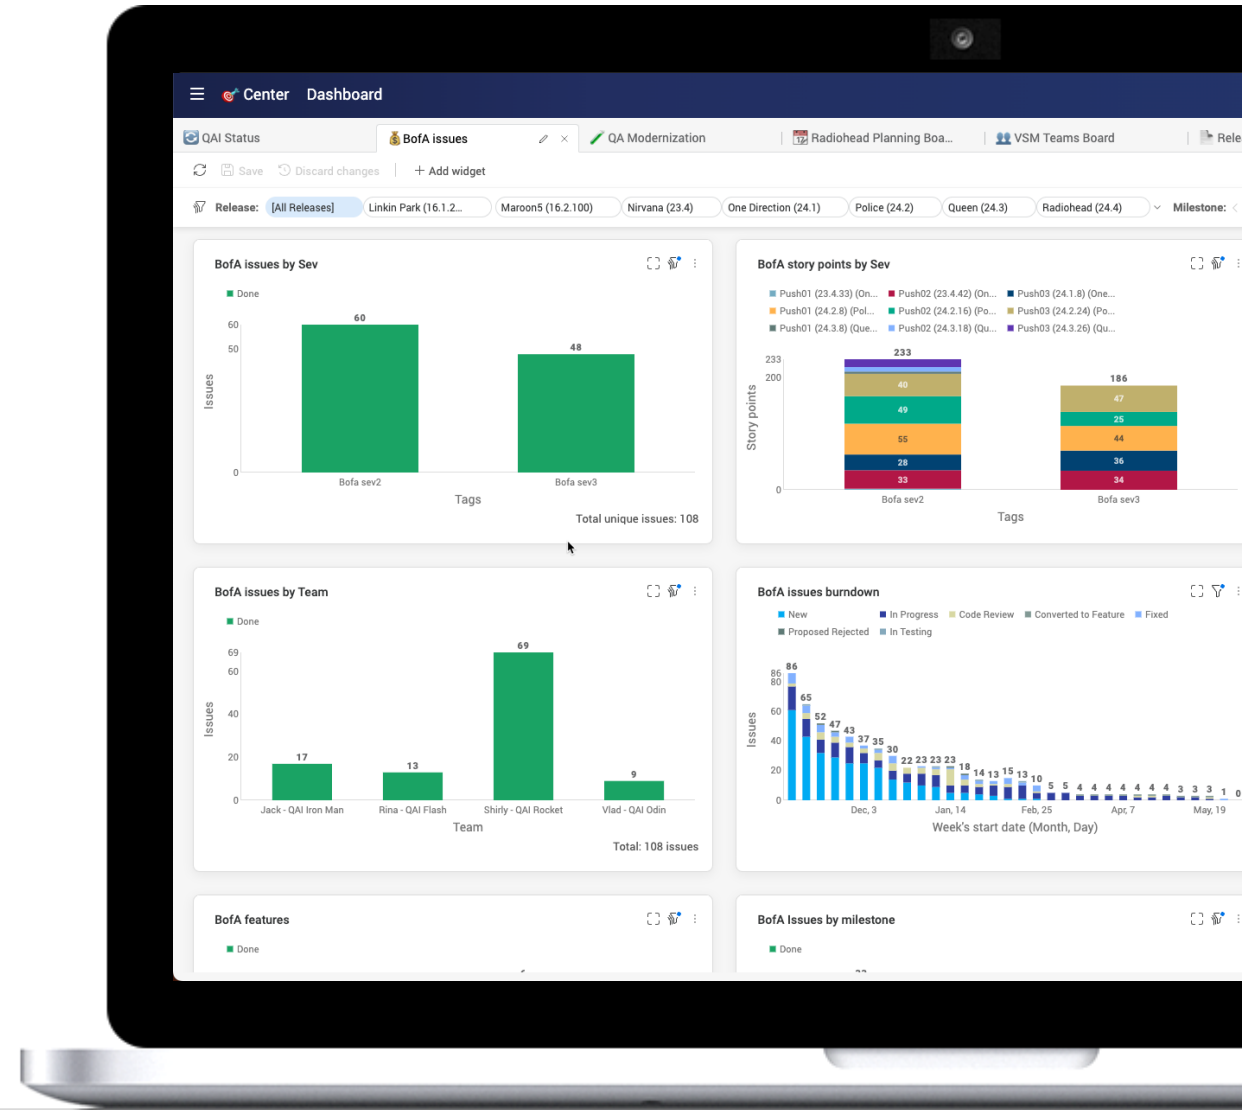 Center Dashboard
QAI Status
BofA issues
QA Modernization
Radiohead Planning Boa...
VSM Teams Board
Rele
Save
Discard changes
+ Add widget
Release:
[All Releases]
Linkin Park (16.1.2...
Maroon5 (16.2.100)
Nirvana (23.4)
One Direction (24.1)
Police (24.2)
Queen (24.3)
Radiohead (24.4)
Milestone:
BofA issues by Sev
Done
60
50
0
Issues
60
48
Bofa sev2
Bofa sev3
Tags
Total unique issues: 108
BofA story points by Sev
Push01 (23.4.33) (On...
Push02 (23.4.42) (On...
Push03 (24.1.8) (One...
Push01 (24.2.8) (Pol...
Push02 (24.2.16) (Po...
Push03 (24.2.24) (Po...
Push01 (24.3.8) (Que...
Push02 (24.3.18) (Qu...
Push03 (24.3.26) (Qu...
233
200
0
Story points
233
40
49
55
28
33
186
47
25
44
36
34
Bofa sev2
Bofa sev3
Tags
BofA issues by Team
Done
69
60
40
20
0
Issues
17
13
69
9
Jack - QAI Iron Man
Rina - QAI Flash
Shirly - QAI Rocket
Vlad - QAI Odin
Team
Total: 108 issues
BofA issues burndown
New
In Progress
Code Review
Converted to Feature
Fixed
Proposed Rejected
In Testing
86
80
60
40
20
0
Issues
86 65 52 47 43 37 35 30 22 23 23 23 18 14 13 15 13 10 5 5 4 4 4 4 4 4 4 3 3 3 1 0
Dec, 3
Jan, 14
Feb, 25
Apr, 7
May, 19
Week's start date (Month, Day)
BofA features
Done
BofA Issues by milestone
Done